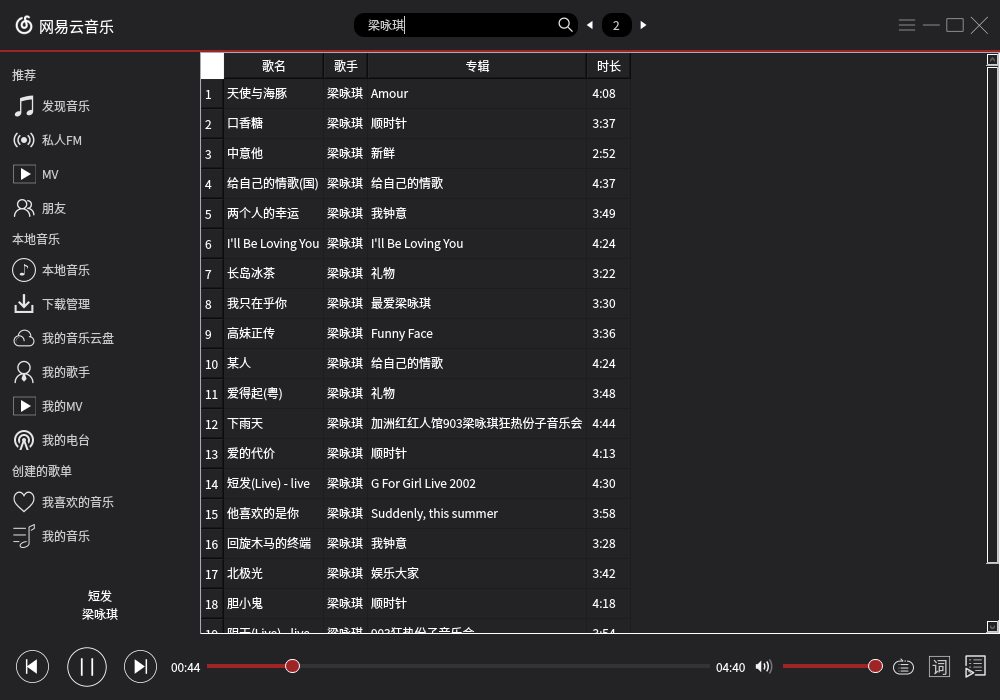 网易云音乐
梁咏琪
2
推荐
发现音乐
私人FM
MV
朋友
本地音乐
本地音乐
下载管理
我的音乐云盘
我的歌手
我的MV
我的电台
创建的歌单
我喜欢的音乐
我的音乐
短发
梁咏琪
歌名 歌手 专辑 时长
1 天使与海豚 梁咏琪 Amour 4:08
2 口香糖 梁咏琪 顺时针 3:37
3 中意他 梁咏琪 新鲜 2:52
4 给自己的情歌(国) 梁咏琪 给自己的情歌 4:37
5 两个人的幸运 梁咏琪 我钟意 3:49
6 I'll Be Loving You 梁咏琪 I'll Be Loving You 4:24
7 长岛冰茶 梁咏琪 礼物 3:22
8 我只在乎你 梁咏琪 最爱梁咏琪 3:30
9 高妹正传 梁咏琪 Funny Face 3:36
10 某人 梁咏琪 给自己的情歌 4:24
11 爱得起(粤) 梁咏琪 礼物 3:48
12 下雨天 梁咏琪 加洲红红人馆903梁咏琪狂热份子音乐会 4:44
13 爱的代价 梁咏琪 顺时针 4:13
14 短发(Live) - live 梁咏琪 G For Girl Live 2002 4:30
15 他喜欢的是你 梁咏琪 Suddenly, this summer 3:58
16 回旋木马的终端 梁咏琪 我钟意 3:28
17 北极光 梁咏琪 娱乐大家 3:42
18 胆小鬼 梁咏琪 顺时针 4:18
00:44
04:40
词